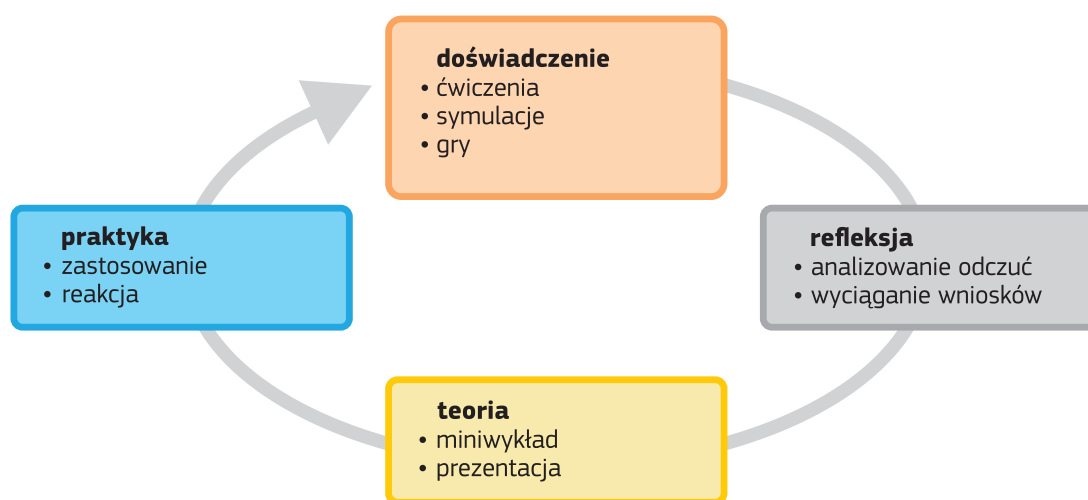 doświadczenie
• ćwiczenia
• symulacje
• gry
praktyka
• zastosowanie
• reakcja
refleksja
• analizowanie odczuć
• wyciąganie wniosków
teoria
• miniwykład
• prezentacja